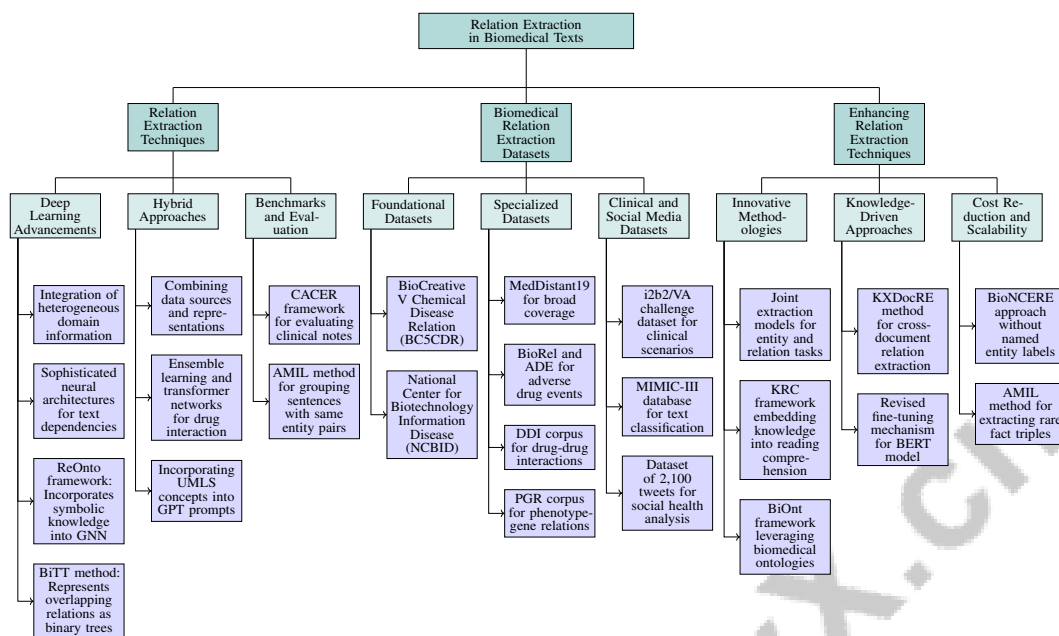 Relation Extraction
in Biomedical Texts
Relation
Extraction
Techniques
Biomedical
Relation
Extraction
Datasets
Enhancing
Relation
Extraction
Techniques
Deep
Learning
Advancements
Hybrid
Approaches
Benchmarks
and Eval-
uation
Foundational
Datasets
Specialized
Datasets
Clinical and
Social Media
Datasets
Innovative
Method-
ologies
Knowledge-
Driven
Approaches
Cost Re-
duction and
Scalability
Integration of
heterogeneous
domain
information
Sophisticated
neural
architectures
for text
dependencies
ReOnto
framework:
Incorporates
symbolic
knowledge
into GNN
BiTT method:
Represents
overlapping
relations as
binary trees
Combining
data sources
and repre-
sentations
Ensemble
learning and
transformer
networks
for drug
interaction
Incorporating
UMLS
concepts into
GPT prompts
CACER
framework
for evaluating
clinical notes
AMIL method
for grouping
sentences
with same
entity pairs
BioCreative
V Chemical
Disease
Relation
(BC5CDR)
National
Center for
Biotechnology
Information
Disease
(NCBID)
MedDistant19
for broad
coverage
BioRel and
ADE for
adverse
drug events
DDI corpus
for drug-drug
interactions
PGR corpus
for phenotype-
gene relations
i2b2/VA
challenge
dataset for
clinical
scenarios
MIMIC-III
database
for text
classification
Dataset
of 2,100
tweets for
social health
analysis
Joint
extraction
models for
entity and
relation tasks
KRC
framework
embedding
knowledge
into reading
compre-
hension
BiOnt
framework
leveraging
biomedical
ontologies
KXDocRE
method
for cross-
document
relation
extraction
Revised
fine-tuning
mechanism
for BERT
model
BioNCERE
approach
without
named
entity labels
AMIL
method for
extracting rare
fact triples